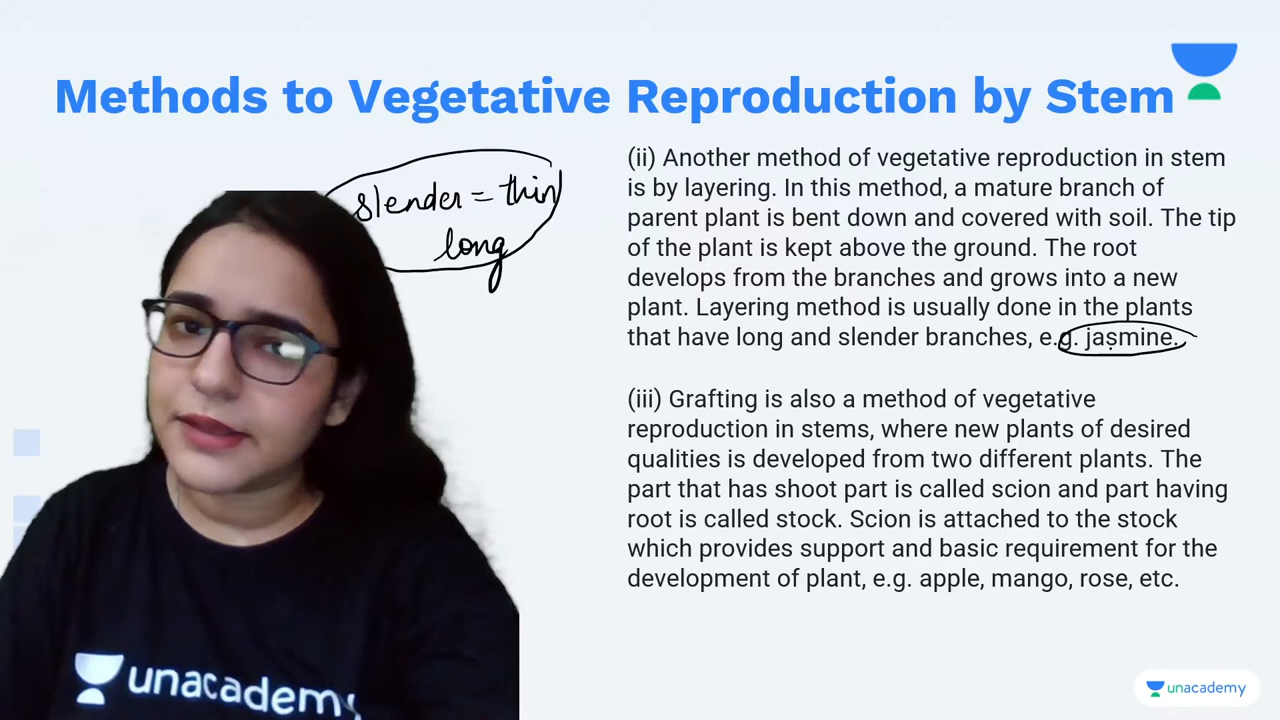 Methods to Vegetative Reproduction by Stem
slender = thin
long
(ii) Another method of vegetative reproduction in stem
is by layering. In this method, a mature branch of
parent plant is bent down and covered with soil. The tip
of the plant is kept above the ground. The root
develops from the branches and grows into a new
plant. Layering method is usually done in the plants
that have long and slender branches, e.g. jasmine.
(iii) Grafting is also a method of vegetative
reproduction in stems, where new plants of desired
qualities is developed from two different plants. The
part that has shoot part is called scion and part having
root is called stock. Scion is attached to the stock
which provides support and basic requirement for the
development of plant, e.g. apple, mango, rose, etc.
unacademy
unacademy